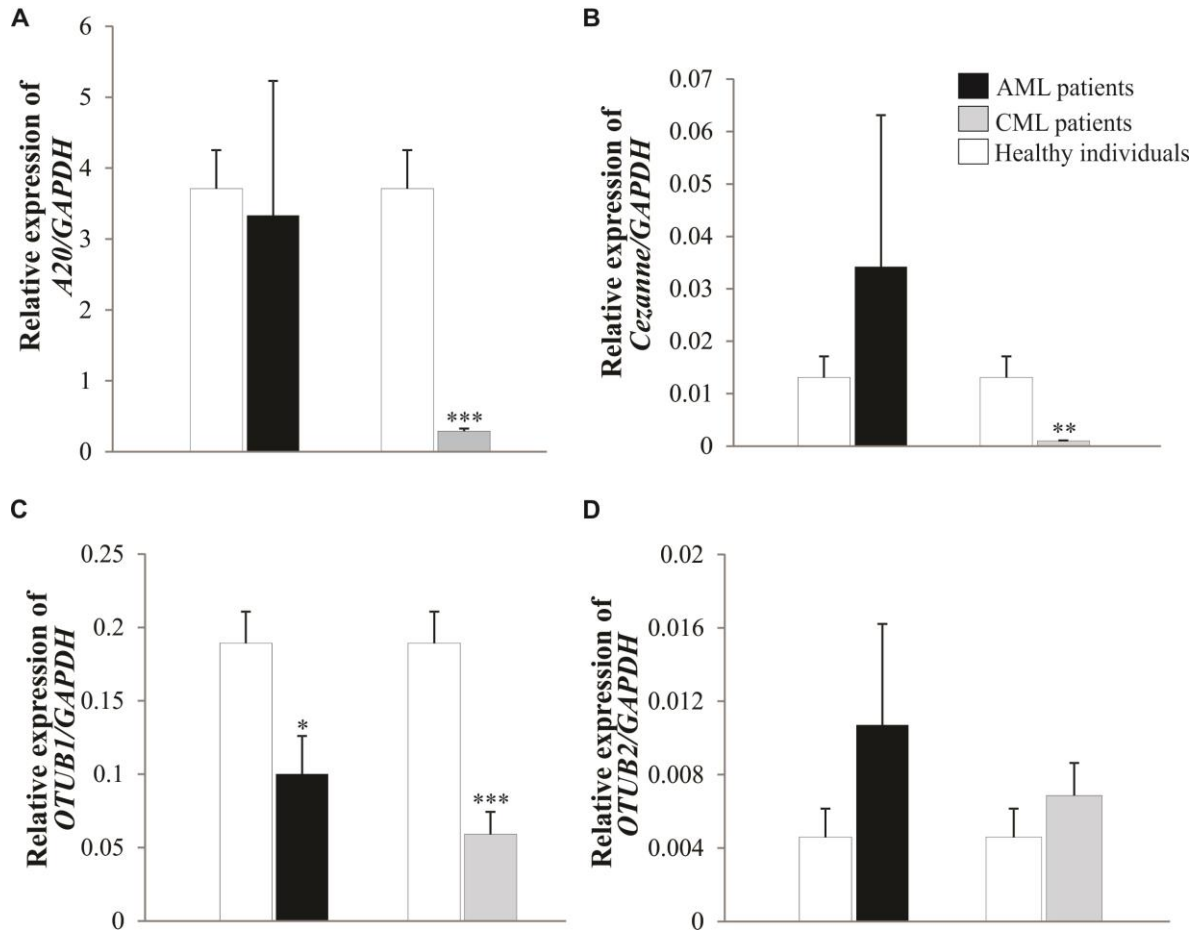 A
Relative expression of
A20/GAPDH
6
5
4
3
2
1
0
***
B
Relative expression of
Cezanne/GAPDH
0.07
0.06
0.05
0.04
0.03
0.02
0.01
0
**
AML patients
CML patients
Healthy individuals
C
Relative expression of
OTUB1/GAPDH
0.25
0.2
0.15
0.1
0.05
0
*
***
D
Relative expression of
OTUB2/GAPDH
0.02
0.016
0.012
0.008
0.004
0